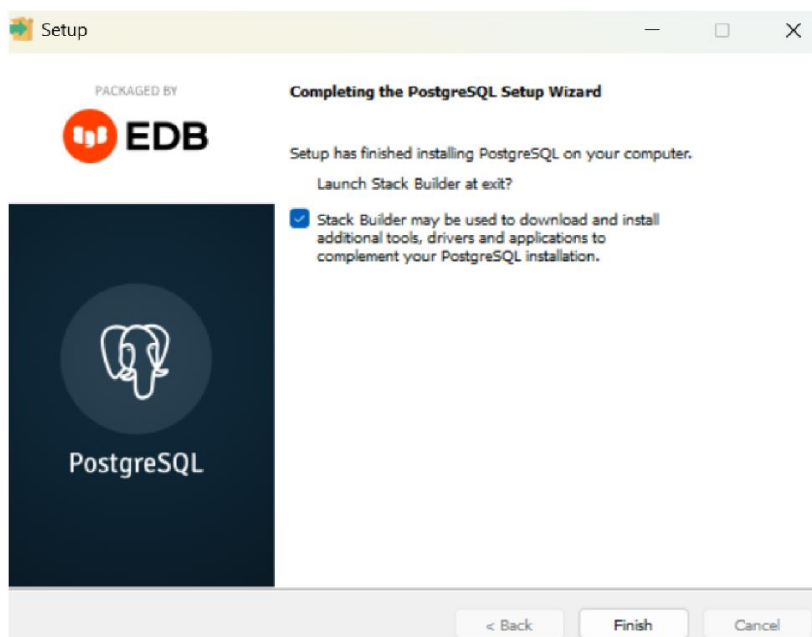 Setup
PACKAGED BY
EDB
PostgreSQL
Completing the PostgreSQL Setup Wizard
Setup has finished installing PostgreSQL on your computer.
Launch Stack Builder at exit?
Stack Builder may be used to download and install
additional tools, drivers and applications to
complement your PostgreSQL installation.
< Back
Finish
Cancel